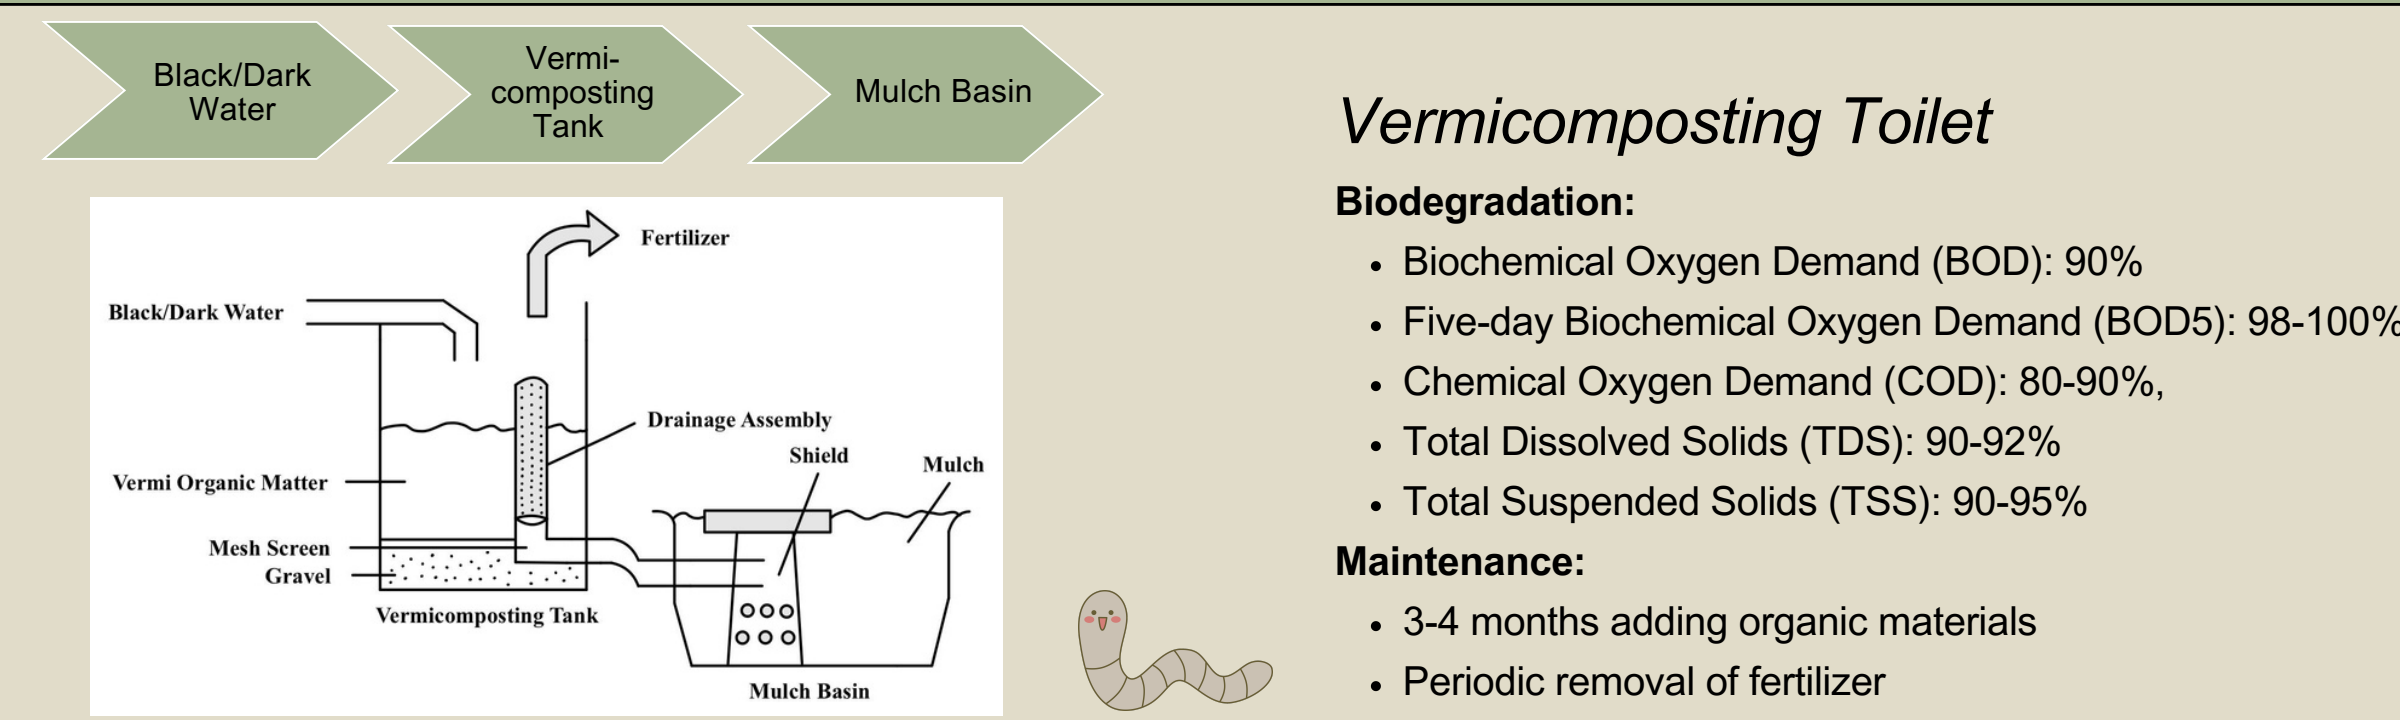 Black/Dark
Water
Vermi-
composting
Tank
Mulch Basin
Fertilizer
Black/Dark Water
Drainage Assembly
Shield
Mulch
Vermi Organic Matter
Mesh Screen
Gravel
Vermicomposting Tank
Mulch Basin
Vermicomposting Toilet
Biodegradation:
• Biochemical Oxygen Demand (BOD): 90%
• Five-day Biochemical Oxygen Demand (BOD5): 98-100%
• Chemical Oxygen Demand (COD): 80-90%,
• Total Dissolved Solids (TDS): 90-92%
• Total Suspended Solids (TSS): 90-95%
Maintenance:
• 3-4 months adding organic materials
• Periodic removal of fertilizer